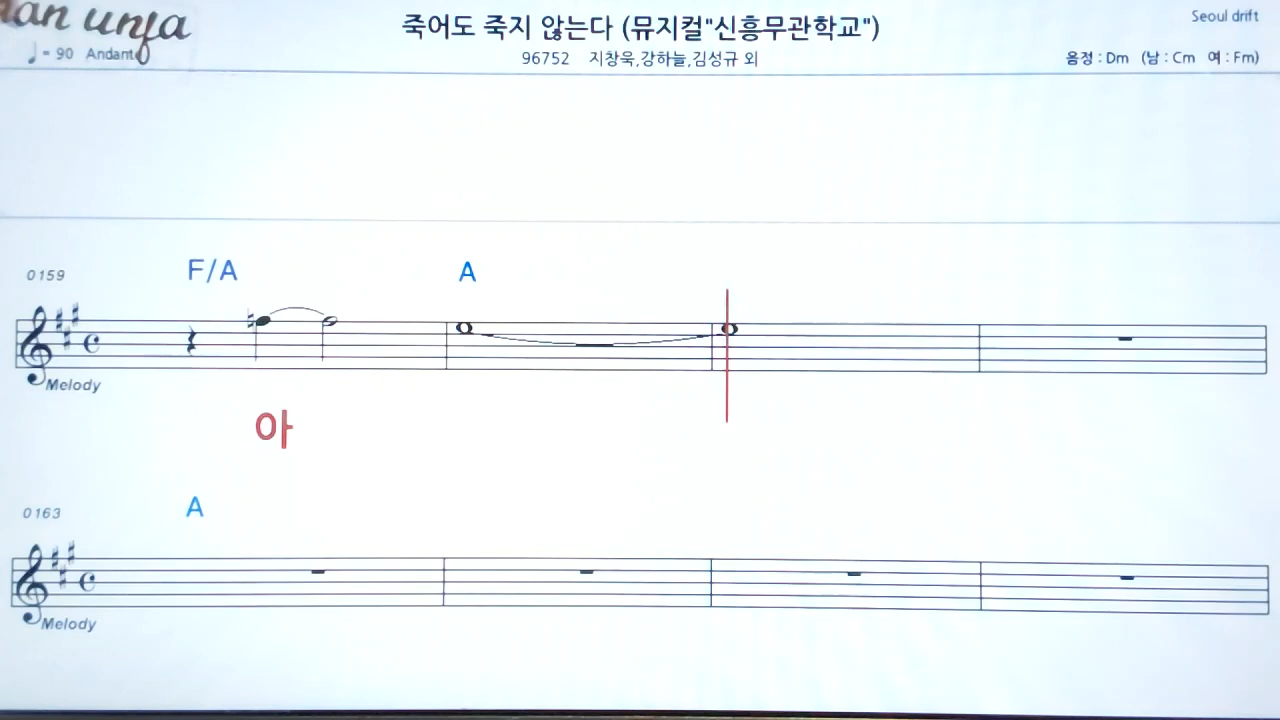 죽어도 죽지 않는다 (뮤지컬"신흥무관학교")
Seoul drift
♩= 90 Andante
96752 지창욱,강하늘,김성규 외
음정 : Dm (남 : Cm 여 : Fm)
0159 F/A A
Melody
아
0163 A
Melody